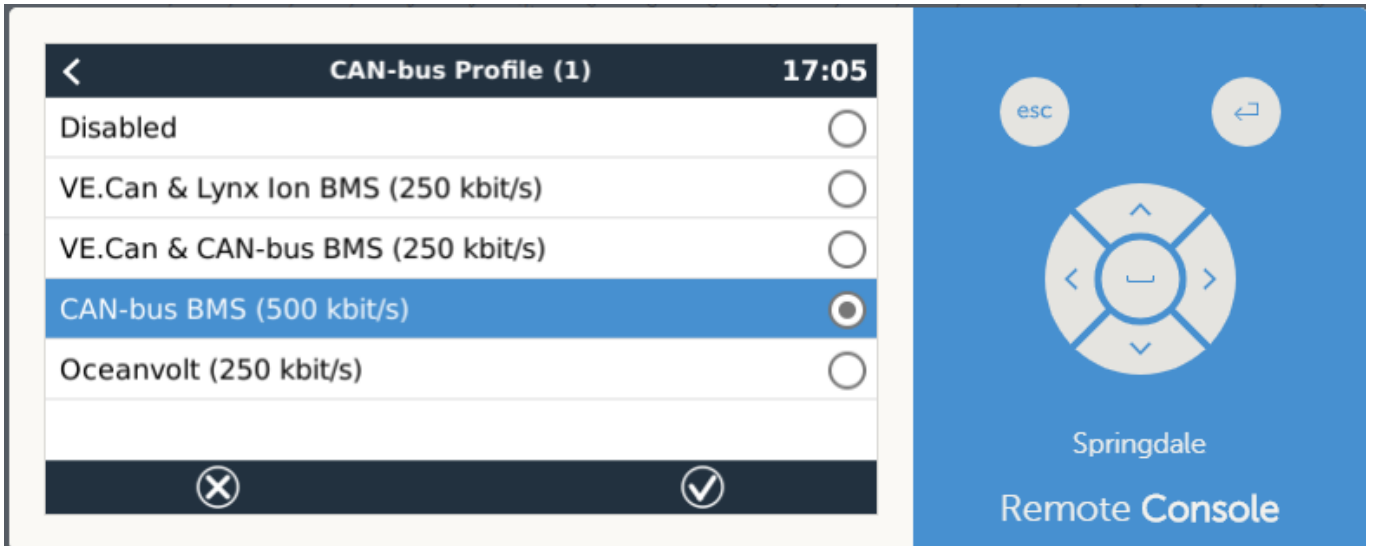 CAN-bus Profile (1) 17:05
Disabled
VE.Can & Lynx Ion BMS (250 kbit/s)
VE.Can & CAN-bus BMS (250 kbit/s)
CAN-bus BMS (500 kbit/s)
Oceanvolt (250 kbit/s)
esc
Springdale
Remote Console